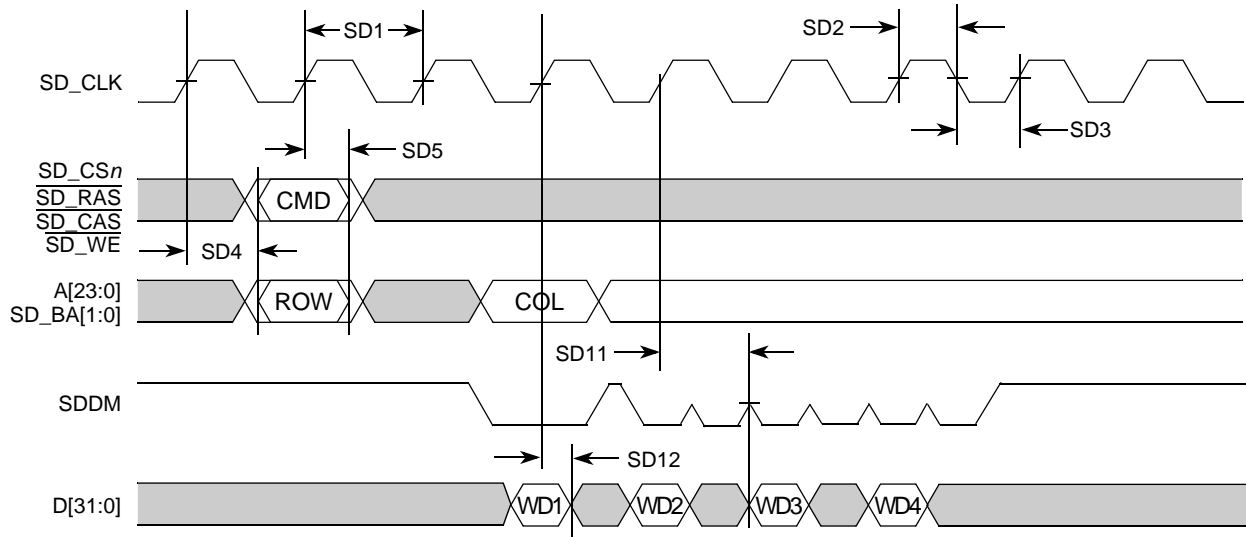 SD1
SD2
SD_CLK
SD3
SD5
SD_CSn
SD_RAS
SD_CAS
SD_WE
CMD
SD4
A[23:0]
SD_BA[1:0]
ROW
COL
SD11
SDDM
SD12
D[31:0]
WD1
WD2
WD3
WD4